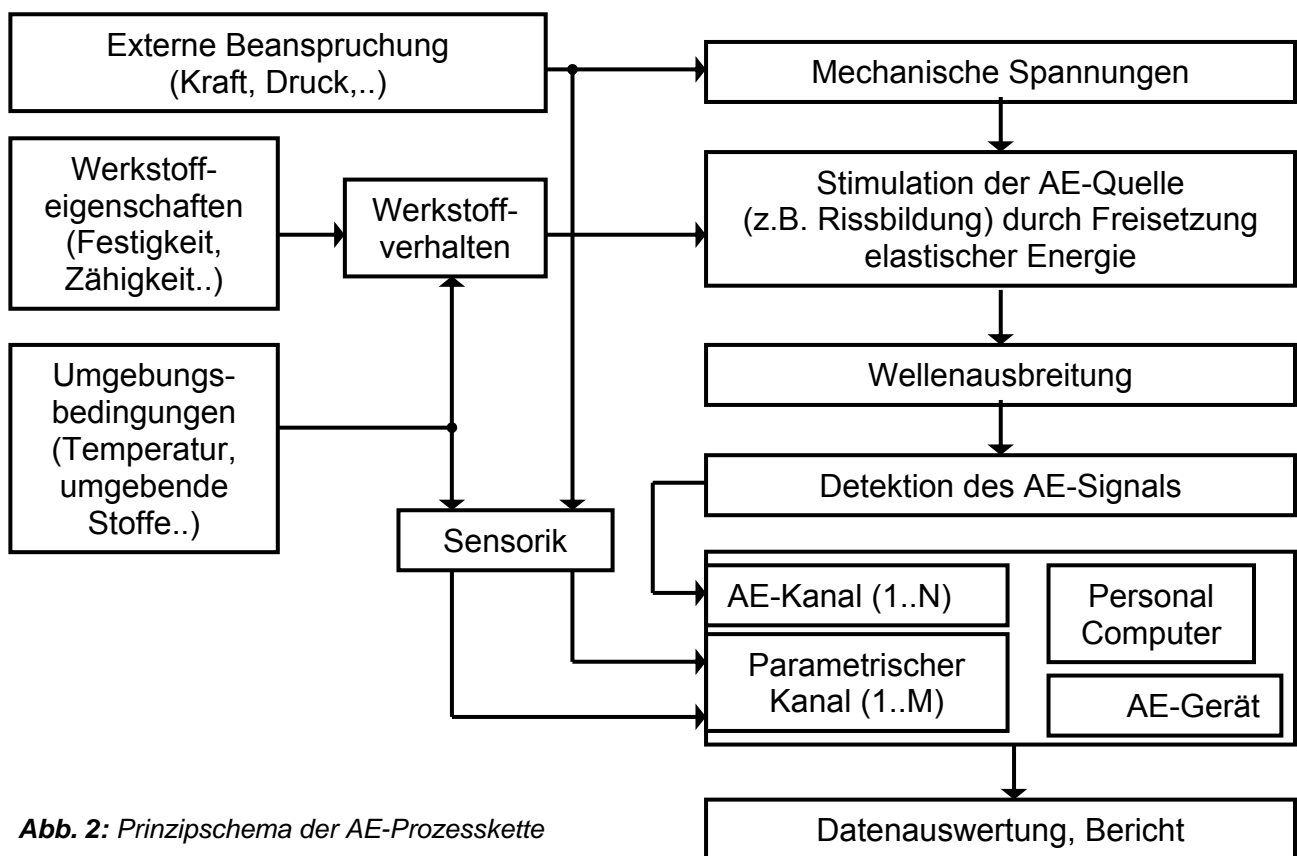 Externe Beanspruchung
(Kraft, Druck,..)
Mechanische Spannungen
Werkstoff-
eigenschaften
(Festigkeit,
Zähigkeit..)
Werkstoff-
verhalten
Stimulation der AE-Quelle
(z.B. Rissbildung) durch Freisetzung
elastischer Energie
Umgebungs-
bedingungen
(Temperatur,
umgebende
Stoffe..)
Wellenausbreitung
Detektion des AE-Signals
Sensorik
AE-Kanal (1..N)
Personal
Computer
Parametrischer
Kanal (1..M)
AE-Gerät
Datenauswertung, Bericht
Abb. 2: Prinzipschema der AE-Prozesskette